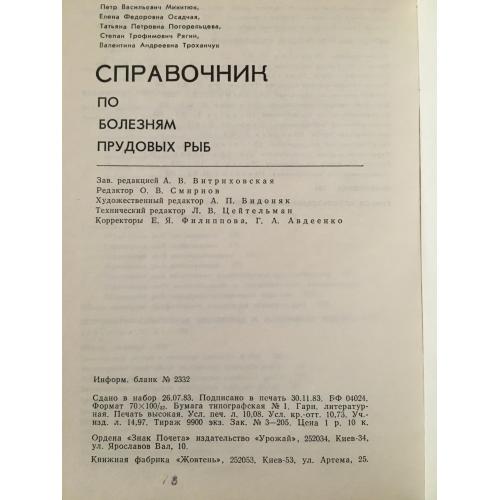 Петр Васильевич Микитюк,
Елена Федоровна Осадчая,
Татьяна Петровна Погорельцева,
Степан Трофимович Рягин,
Валентина Андреевна Троханчук
СПРАВОЧНИК
ПО
БОЛЕЗНЯМ
ПРУДОВЫХ РЫБ
Зав. редакцией А. В. Витриховская
Редактор О. В. Смирнов
Художественный редактор А. П. Видоняк
Технический редактор Л. В. Цейтельман
Корректоры Е. Я. Филиппова, Г. А. Авдеенко
Информ. бланк № 2332
Сдано в набор 26.07.83. Подписано в печать 30.11.83. БФ 04024.
Формат 70×100/32. Бумага типографская № 1. Гарн. литератур-
ная. Печать высокая. Усл. печ. л. 10,08. Усл. кр.-отт. 10,73. Уч.-
изд. л. 14,97. Тираж 9900 экз. Зак. № 3—205. Цена 1 р. 10 к.
Ордена «Знак Почета» издательство «Урожай», 252034, Киев-34,
ул. Ярославов Вал, 10.
Книжная фабрика «Жовтень», 252053, Киев-53, ул. Артема, 25.